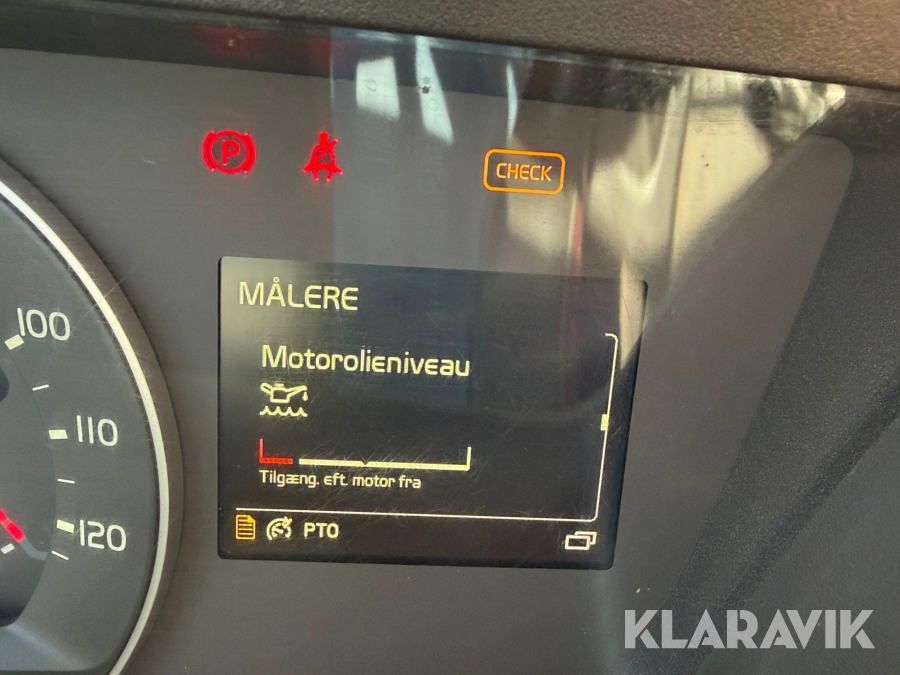 P
CHECK
MÅLERE
Motorolieniveau
Tilgæng. eft. motor fra
PTO
100
110
120
KLARAVIK